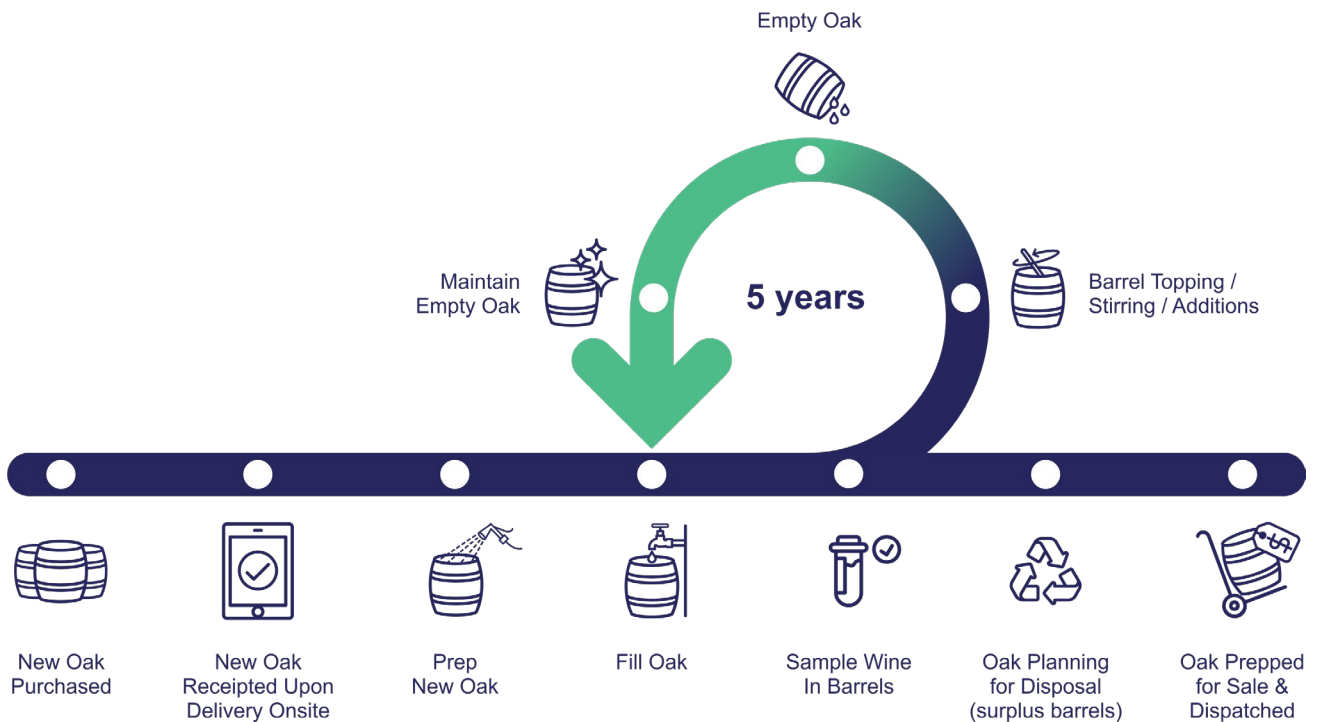 Empty Oak
Maintain
Empty Oak
5 years
Barrel Topping /
Stirring / Additions
New Oak
Purchased
New Oak
Receipted Upon
Delivery Onsite
Prep
New Oak
Fill Oak
Sample Wine
In Barrels
Oak Planning
for Disposal
(surplus barrels)
$
Oak Prepped
for Sale &
Dispatched